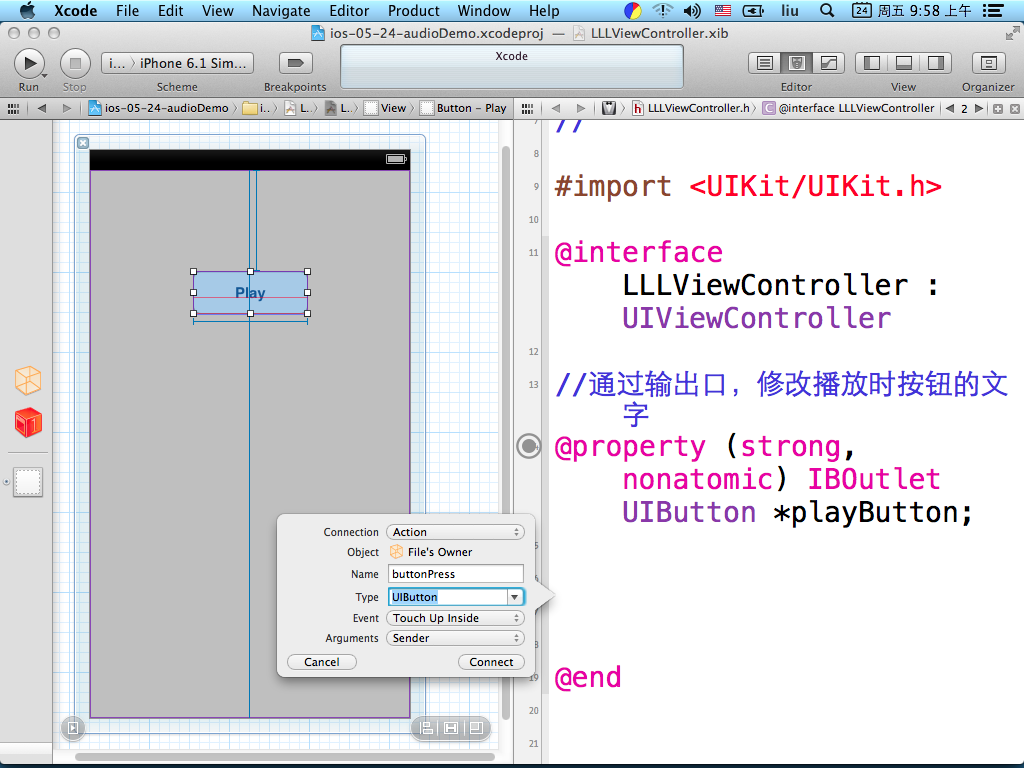 Xcode File Edit View Navigate Editor Product Window Help liu 24 周五 9:58 上午
ios-05-24-audioDemo.xcodeproj — LLLViewController.xib
i... 〉 iPhone 6.1 Sim... Xcode
Run Stop Scheme Breakpoints Editor View Organizer
ios-05-24-audioDemo i... L... L... View Button - Play
h LLLViewController.h C @interface LLLViewController 2
//
8
9 #import <UIKit/UIKit.h>
10
11 @interface
LLLViewController :
UIViewController
12
13 //通过输出口，修改播放时按钮的文
字
@property (strong,
nonatomic) IBOutlet
UIButton *playButton;
@end
19
20
21
Play
Connection Action
Object File's Owner
Name buttonPress
Type UIButton
Event Touch Up Inside
Arguments Sender
Cancel Connect